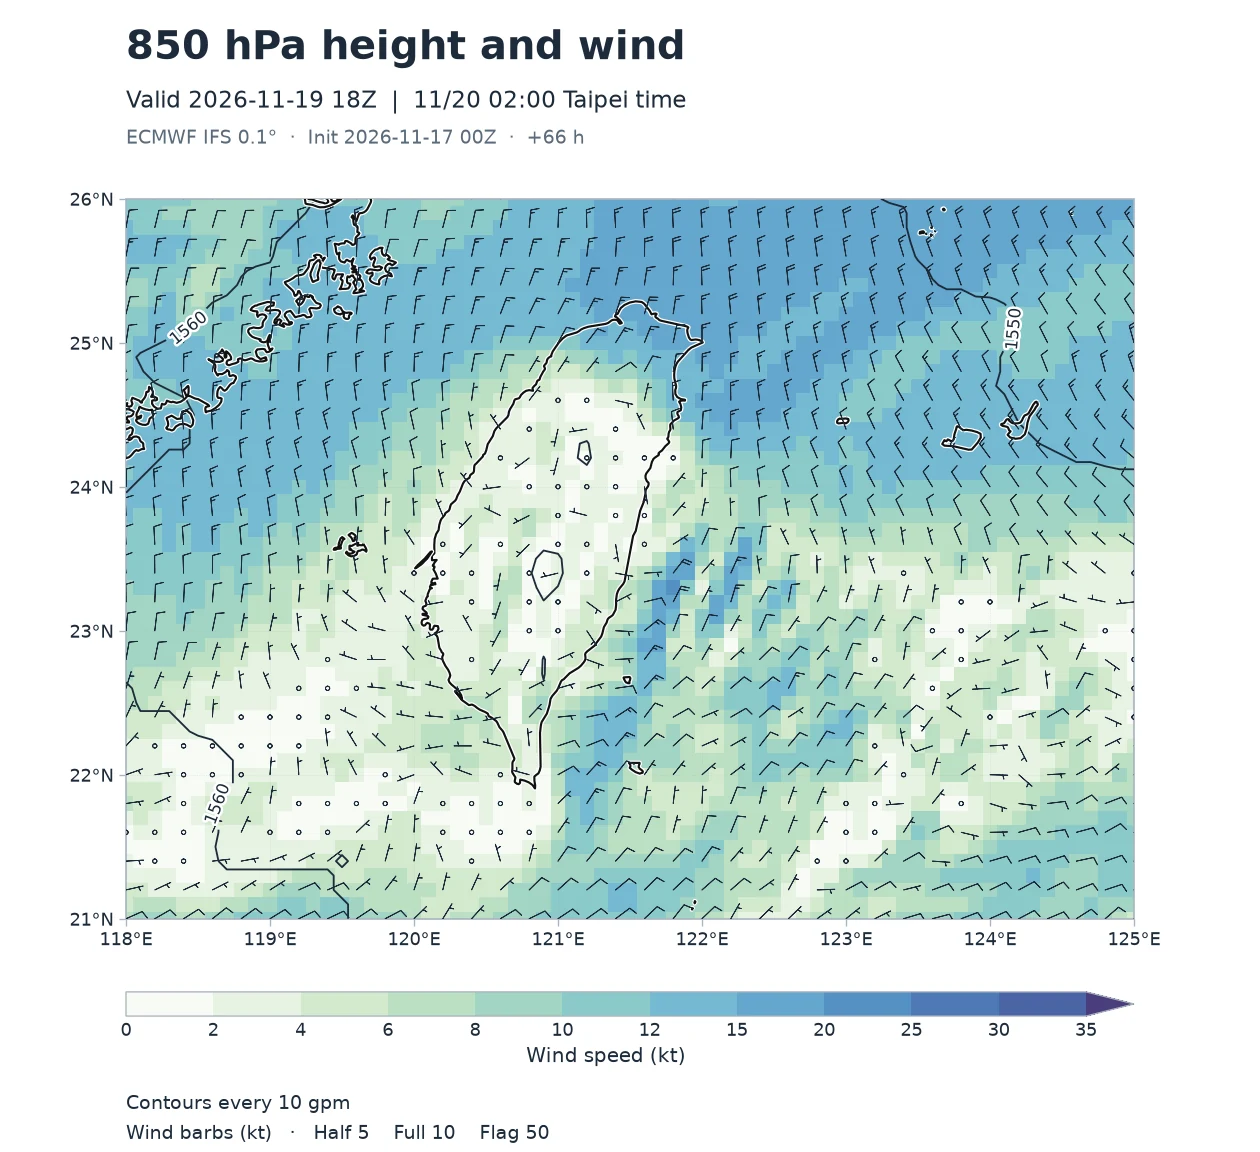 850 hPa height and wind
Valid 2026-11-19 18Z | 11/20 02:00 Taipei time
ECMWF IFS 0.1° · Init 2026-11-17 00Z · +66 h
26°N
25°N
24°N
23°N
22°N
21°N
1560
1550
1560
118°E 119°E 120°E 121°E 122°E 123°E 124°E 125°E
0 2 4 6 8 10 12 15 20 25 30 35
Wind speed (kt)
Contours every 10 gpm
Wind barbs (kt) · Half 5 Full 10 Flag 50